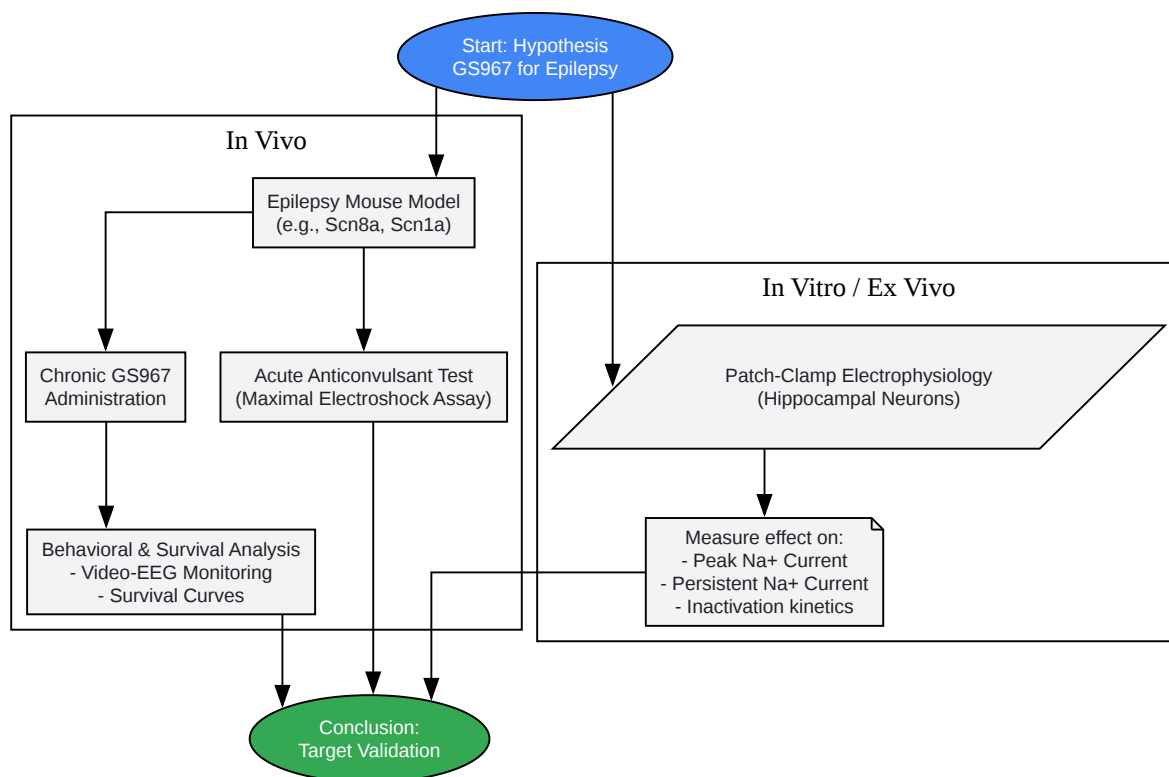 Start: Hypothesis
GS967 for Epilepsy
In Vivo
Epilepsy Mouse Model
(e.g., Scn8a, Scn1a)
Chronic GS967
Administration
Acute Anticonvulsant Test
(Maximal Electroshock Assay)
Behavioral & Survival Analysis
- Video-EEG Monitoring
- Survival Curves
In Vitro / Ex Vivo
Patch-Clamp Electrophysiology
(Hippocampal Neurons)
Measure effect on:
- Peak Na+ Current
- Persistent Na+ Current
- Inactivation kinetics
Conclusion:
Target Validation